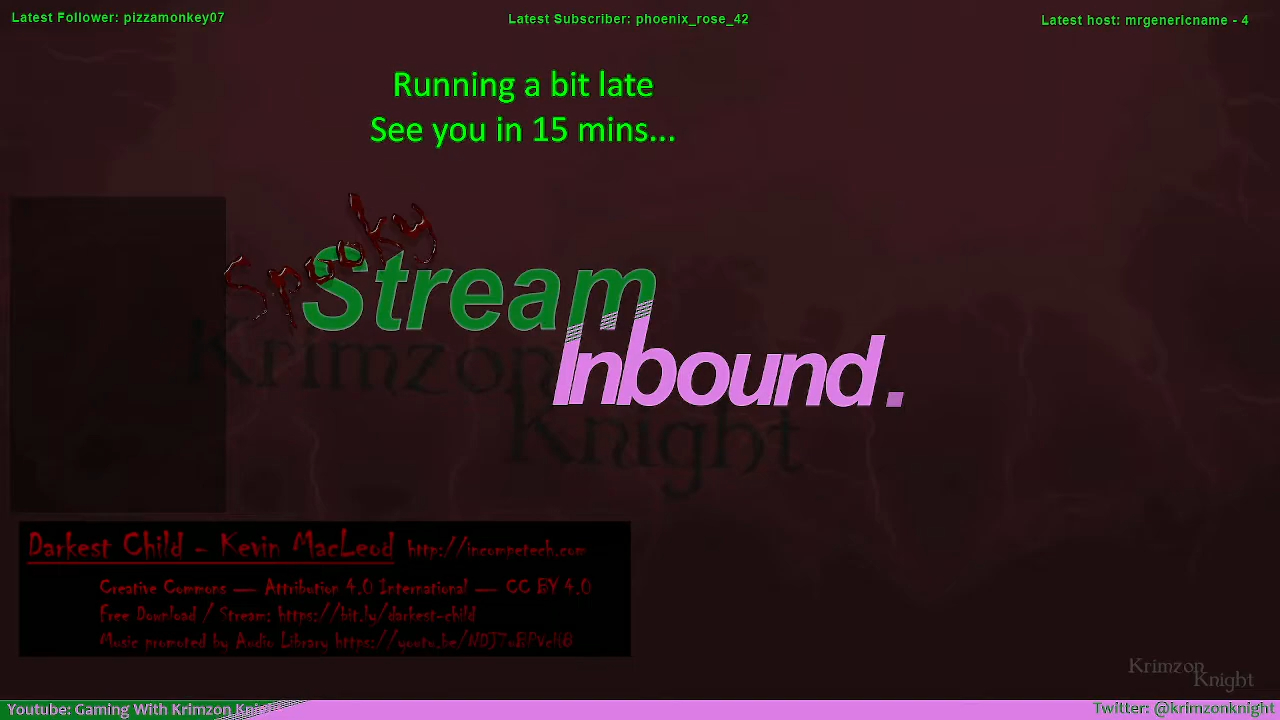 Latest Follower: pizzamonkey07
Latest Subscriber: phoenix_rose_42
Latest host: mrgenericname - 4
Running a bit late
See you in 15 mins...
Spooky
Stream
Inbound.
Krimzon
Knight
Darkest Child - Kevin MacLeod http://incompetech.com
Creative Commons — Attribution 4.0 International — CC BY 4.0
Free Download / Stream: https://bit.ly/darkest-child
Music promoted by Audio Library
Krimzon
Knight
Youtube: Gaming With Krimzon
Twitter: @krimzonknight